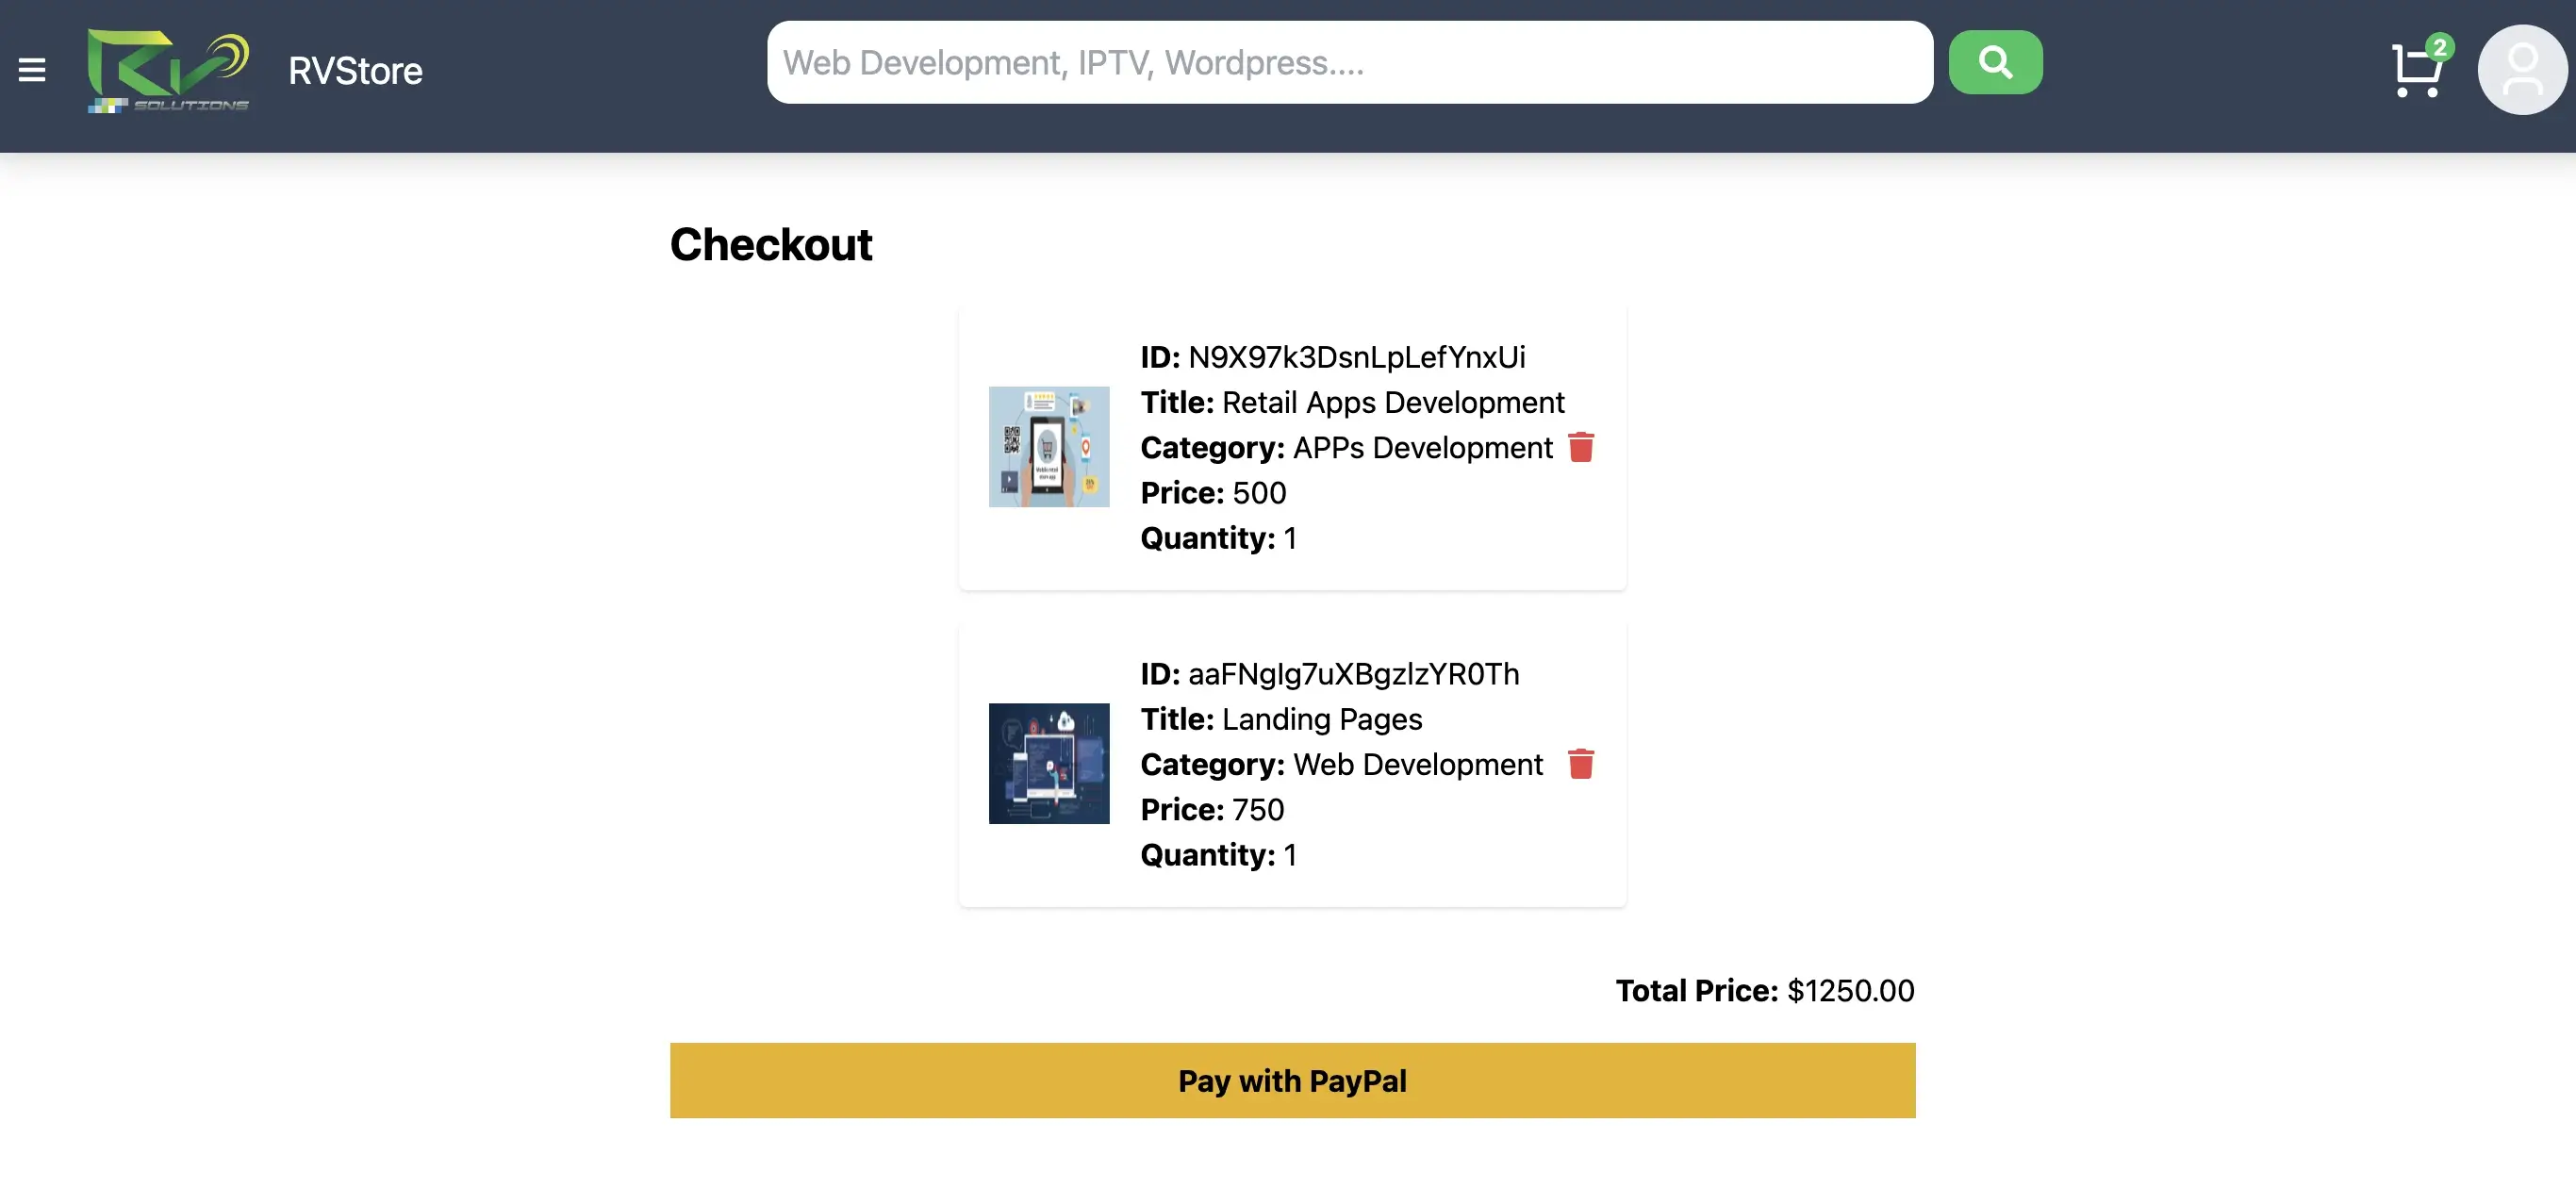 RV
SOLUTIONS
RVStore
Web Development, IPTV, Wordpress....
2
Checkout
ID: N9X97k3DsnLpLefYnxUi
Title: Retail Apps Development
Category: APPs Development
Price: 500
Quantity: 1
ID: aaFNgIg7uXBgzlzYR0Th
Title: Landing Pages
Category: Web Development
Price: 750
Quantity: 1
Total Price: $1250.00
Pay with PayPal